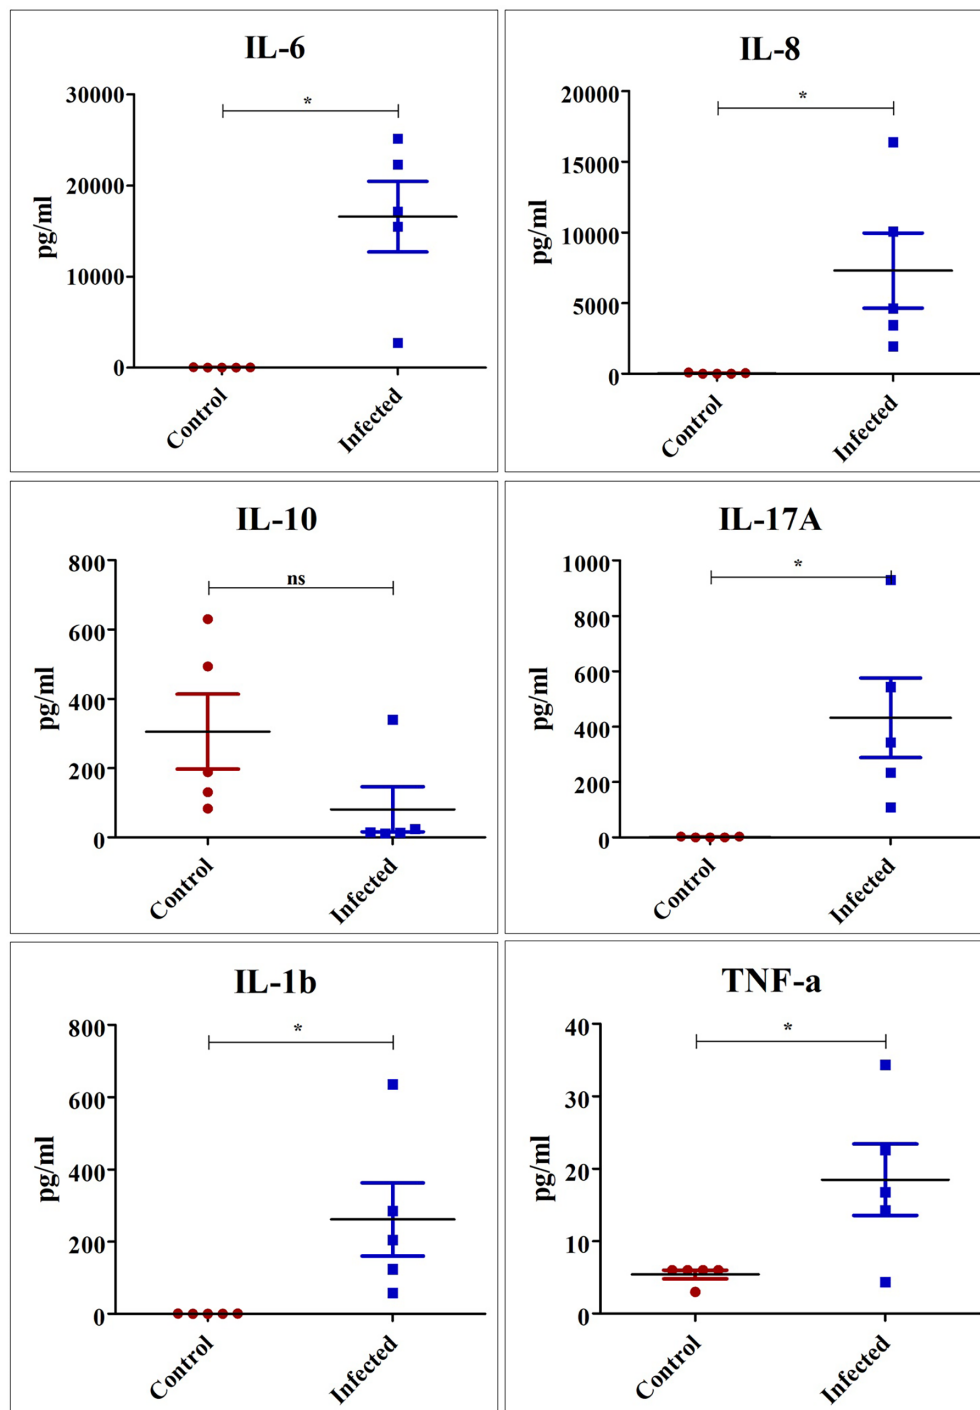 IL-6
*
30000
20000
10000
0
pg/ml
Control
Infected
IL-8
*
20000
15000
10000
5000
0
pg/ml
Control
Infected
IL-10
ns
800
600
400
200
0
pg/ml
Control
Infected
IL-17A
*
1000
800
600
400
200
0
pg/ml
Control
Infected
IL-1b
*
800
600
400
200
0
pg/ml
Control
Infected
TNF-a
*
40
30
20
10
0
pg/ml
Control
Infected